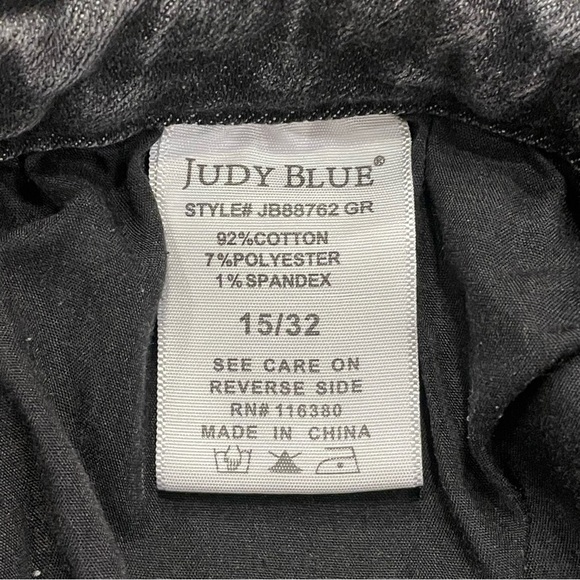 JUDY BLUE®
STYLE# JB88762 GR
92%COTTON
7%POLYESTER
1%SPANDEX
15/32
SEE CARE ON
REVERSE SIDE
RN# 116380
MADE IN CHINA